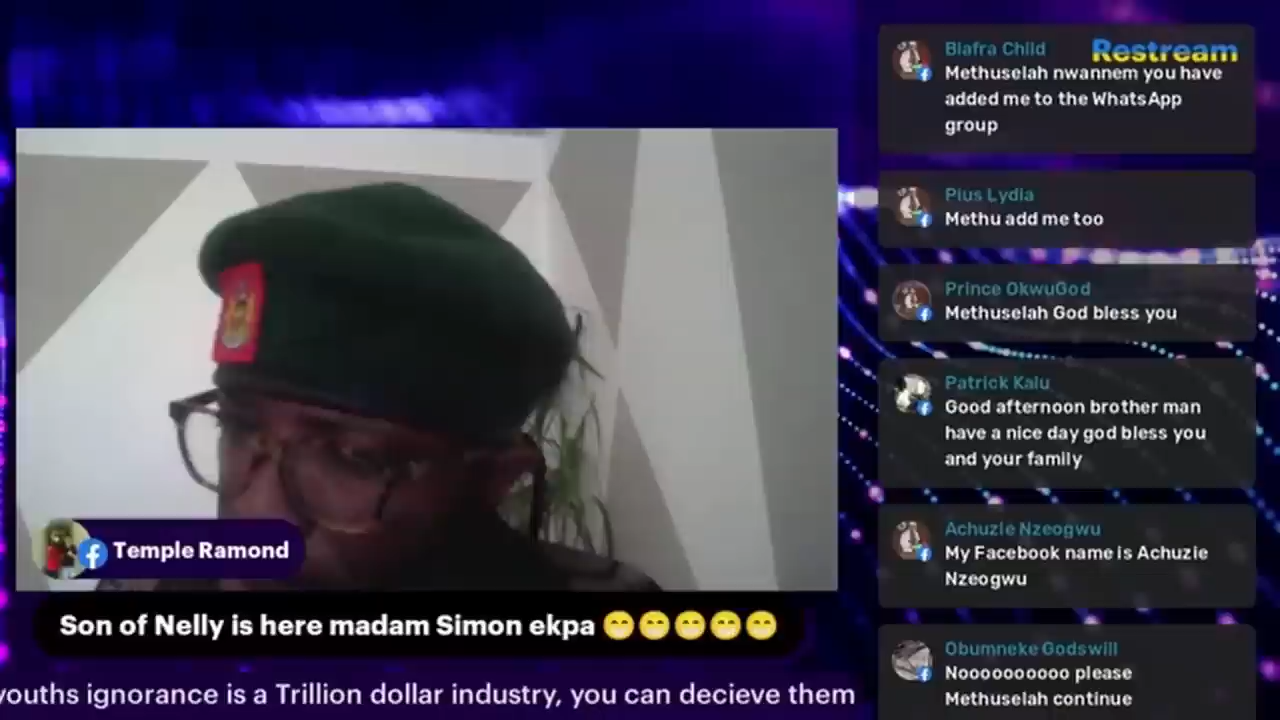 Restream
Biafra Child
Methuselah nwannem you have
added me to the WhatsApp
group
Pius Lydia
Methu add me too
Prince OkwuGod
Methuselah God bless you
Patrick Kalu
Good afternoon brother man
have a nice day god bless you
and your family
Achuzie Nzeogwu
My Facebook name is Achuzie
Nzeogwu
Obumneke Godswill
Noooooooooo please
Methuselah continue
Temple Ramond
Son of Nelly is here madam Simon ekpa 😁😁😁😁😁
youths ignorance is a Trillion dollar industry, you can decieve them